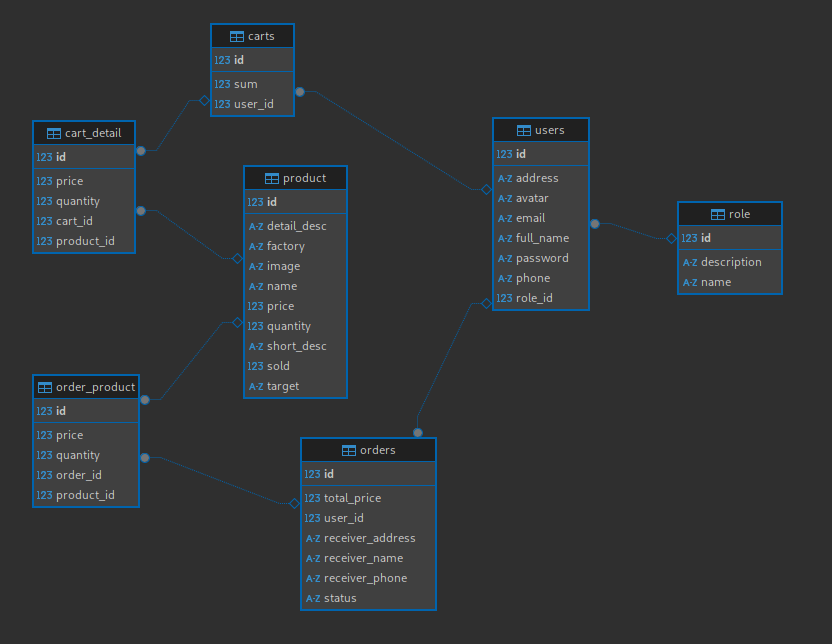 carts
123 id
123 sum
123 user_id
cart_detail
123 id
123 price
123 quantity
123 cart_id
123 product_id
product
123 id
A-Z detail_desc
A-Z factory
A-Z image
A-Z name
123 price
123 quantity
A-Z short_desc
123 sold
A-Z target
users
123 id
A-Z address
A-Z avatar
A-Z email
A-Z full_name
A-Z password
A-Z phone
123 role_id
role
123 id
A-Z description
A-Z name
order_product
123 id
123 price
123 quantity
123 order_id
123 product_id
orders
123 id
123 total_price
123 user_id
A-Z receiver_address
A-Z receiver_name
A-Z receiver_phone
A-Z status